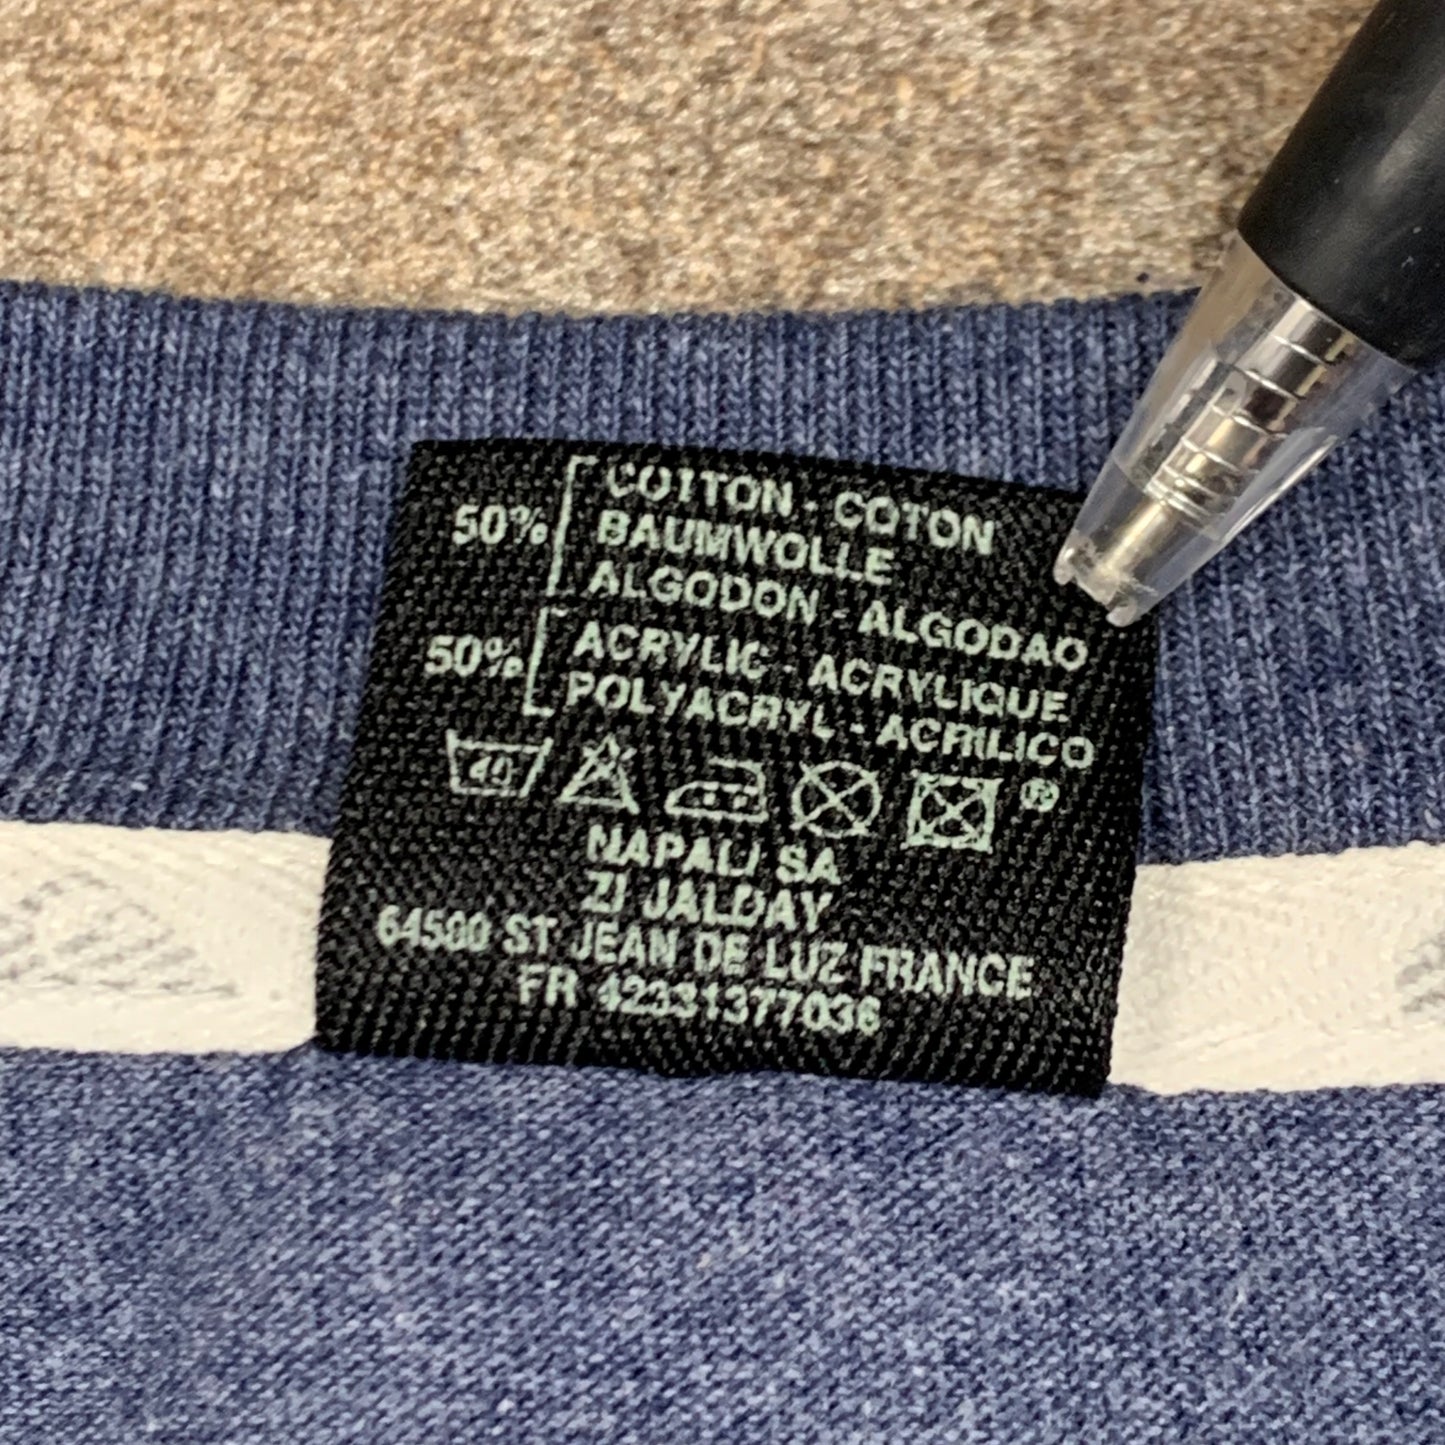 50% COTTON - COTON
BAUMWOLLE
ALGODON - ALGODAO
50% ACRYLIC - ACRYLIQUE
POLYACRYL - ACRILICO
40
®
NAPALI SA
ZI JALDAY
64500 ST JEAN DE LUZ FRANCE
FR 42331377036